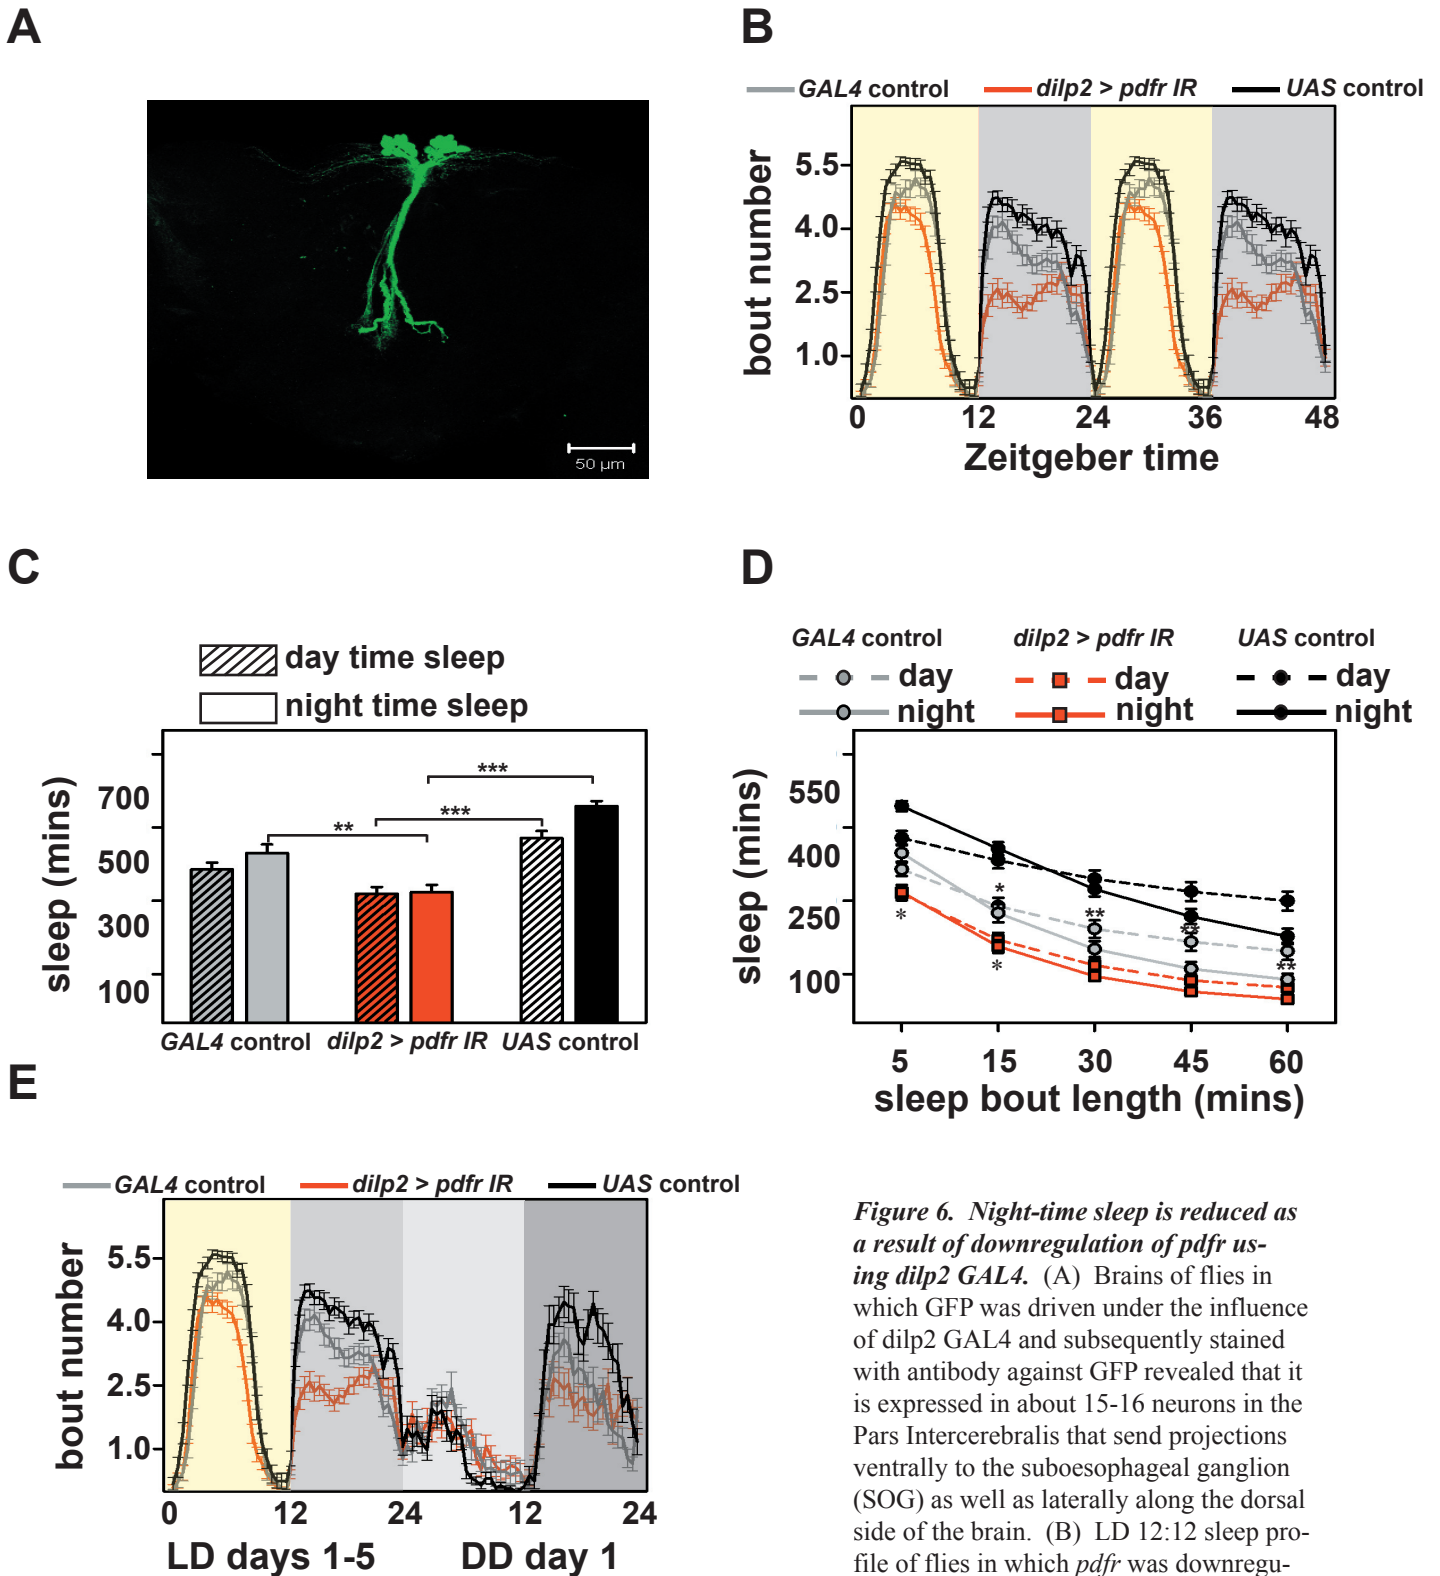 A
50 µm
B
GAL4 control dilp2 > pdfr IR UAS control
bout number
5.5
4.0
2.5
1.0
0 12 24 36 48
Zeitgeber time
C
day time sleep
night time sleep
sleep (mins)
700
500
300
100
***
***
**
GAL4 control dilp2 > pdfr IR UAS control
D
GAL4 control dilp2 > pdfr IR UAS control
day day day
night night night
sleep (mins)
550
400
250
100
*
*
*
**
**
**
5 15 30 45 60
sleep bout length (mins)
E
GAL4 control dilp2 > pdfr IR UAS control
bout number
5.5
4.0
2.5
1.0
0 12 24 12 24
LD days 1-5 DD day 1
Figure 6. Night-time sleep is reduced as
a result of downregulation of pdfr us-
ing dilp2 GAL4. (A) Brains of flies in
which GFP was driven under the influence
of dilp2 GAL4 and subsequently stained
with antibody against GFP revealed that it
is expressed in about 15-16 neurons in the
Pars Intercerebralis that send projections
ventrally to the suboesophageal ganglion
(SOG) as well as laterally along the dorsal
side of the brain. (B) LD 12:12 sleep pro-
file of flies in which pdfr was downregu-